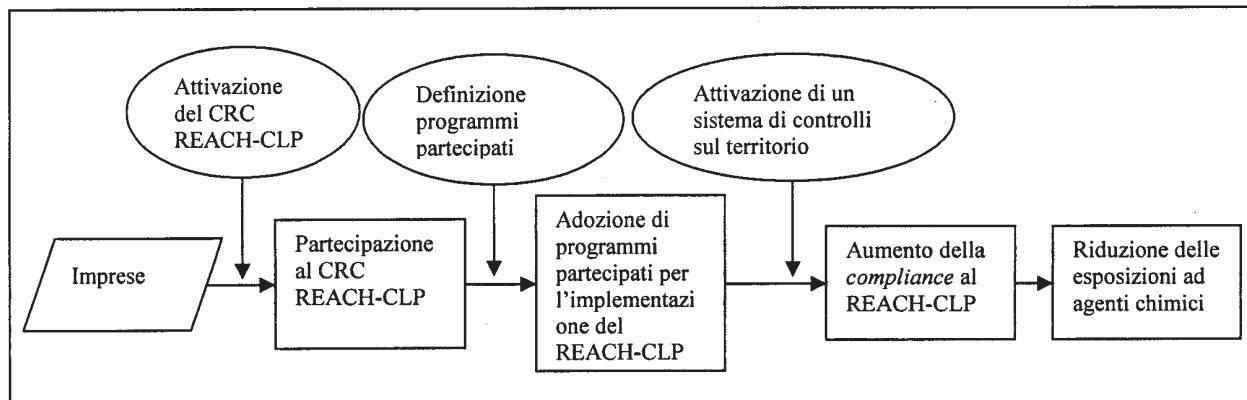 Attivazione
del CRC
REACH-CLP
Definizione
programmi
partecipati
Attivazione di un
sistema di controlli
sul territorio
Imprese
Partecipazione
al CRC
REACH-CLP
Adozione di
programmi
partecipati per
l'implementazi
one del
REACH-CLP
Aumento della
compliance al
REACH-CLP
Riduzione delle
esposizioni ad
agenti chimici